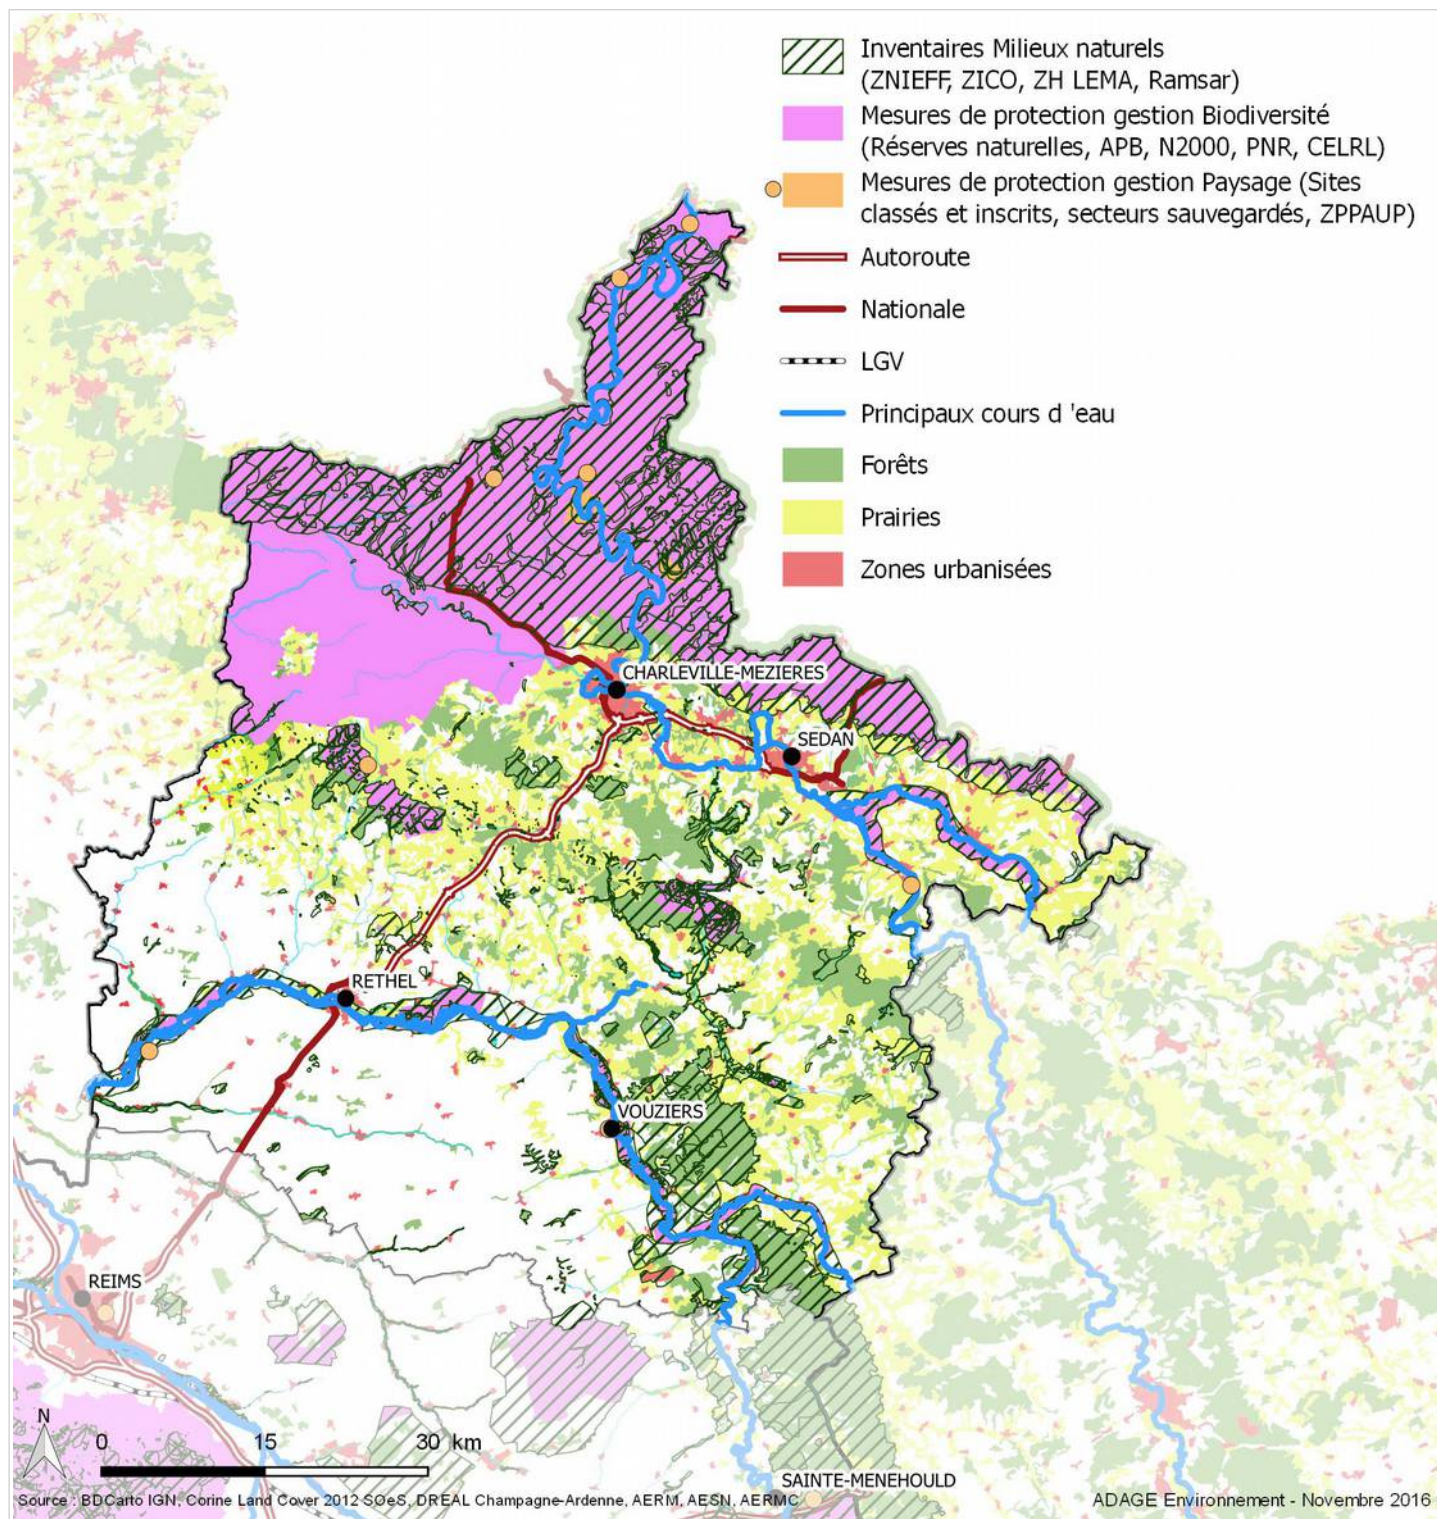 Inventaires Milieux naturels
(ZNIEFF, ZICO, ZH LEMA, Ramsar)
Mesures de protection gestion Biodiversité
(Réserves naturelles, APB, N2000, PNR, CELRL)
Mesures de protection gestion Paysage (Sites
classés et inscrits, secteurs sauvegardés, ZPPAUP)
Autoroute
Nationale
LGV
Principaux cours d 'eau
Forêts
Prairies
Zones urbanisées
CHARLEVILLE-MEZIERES
SEDAN
RETHEL
VOUZIERS
REIMS
N
0 15 30 km
SAINTE-MENEHOULD
Source : BDCarto IGN, Corine Land Cover 2012 SOeS, DREAL Champagne-Ardenne, AERM, AESN, AERMC
ADAGE Environnement - Novembre 2016